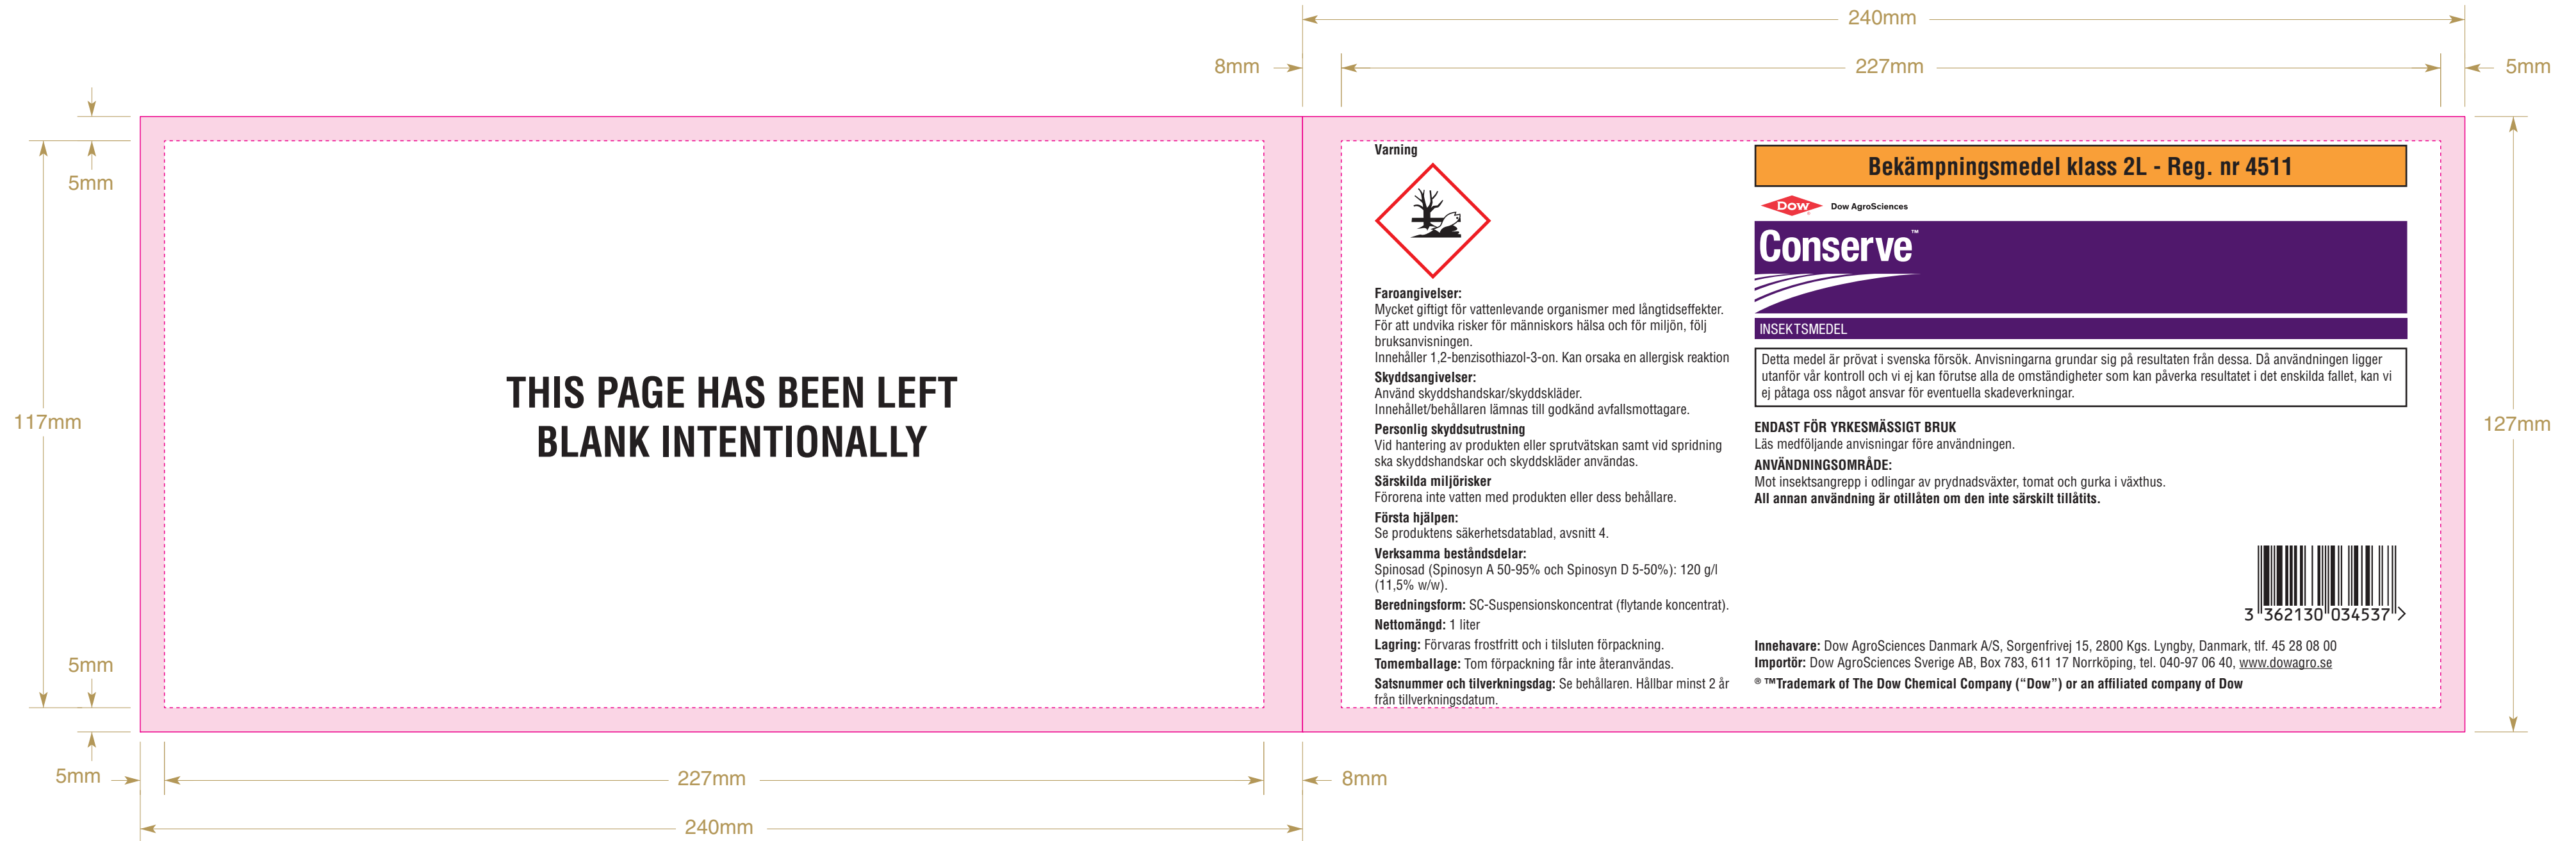 240mm
8mm
227mm
5mm
5mm
117mm
5mm
5mm
227mm
8mm
240mm
127mm
THIS PAGE HAS BEEN LEFT
BLANK INTENTIONALLY
Varning
Faroangivelser:
Mycket giftigt för vattenlevande organismer med långtidseffekter.
För att undvika risker för människors hälsa och för miljön, följ
bruksanvisningen.
Innehåller 1,2-benzisothiazol-3-on. Kan orsaka en allergisk reaktion
Skyddsangivelser:
Använd skyddshandskar/skyddskläder.
Innehållet/behållaren lämnas till godkänd avfallsmottagare.
Personlig skyddsutrustning
Vid hantering av produkten eller sprutvätskan samt vid spridning
ska skyddshandskar och skyddskläder användas.
Särskilda miljörisker
Förorena inte vatten med produkten eller dess behållare.
Första hjälpen:
Se produktens säkerhetsdatablad, avsnitt 4.
Verksamma beståndsdelar:
Spinosad (Spinosyn A 50-95% och Spinosyn D 5-50%): 120 g/l
(11,5% w/w).
Beredningsform: SC-Suspensionskoncentrat (flytande koncentrat).
Nettomängd: 1 liter
Lagring: Förvaras frostfritt och i tilsluten förpackning.
Tomemballage: Tom förpackning får inte återanvändas.
Satsnummer och tilverkningsdag: Se behållaren. Hållbar minst 2 år
från tillverkningsdatum.
Bekämpningsmedel klass 2L - Reg. nr 4511
Dow
Dow AgroSciences
Conserve™
INSEKTSMEDEL
Detta medel är prövat i svenska försök. Anvisningarna grundar sig på resultaten från dessa. Då användningen ligger
utanför vår kontroll och vi ej kan förutse alla de omständigheter som kan påverka resultatet i det enskilda fallet, kan vi
ej påtaga oss något ansvar för eventuella skadeverkningar.
ENDAST FÖR YRKESMÄSSIGT BRUK
Läs medföljande anvisningar före användningen.
ANVÄNDNINGSOMRÅDE:
Mot insektsangrepp i odlingar av prydnadsväxter, tomat och gurka i växthus.
All annan användning är otillåten om den inte särskilt tillåtits.
3 362130 034537 >
Innehavare: Dow AgroSciences Danmark A/S, Sorgenfrivej 15, 2800 Kgs. Lyngby, Danmark, tlf. 45 28 08 00
Importör: Dow AgroSciences Sverige AB, Box 783, 611 17 Norrköping, tel. 040-97 06 40, www.dowagro.se
® ™Trademark of The Dow Chemical Company (“Dow”) or an affiliated company of Dow